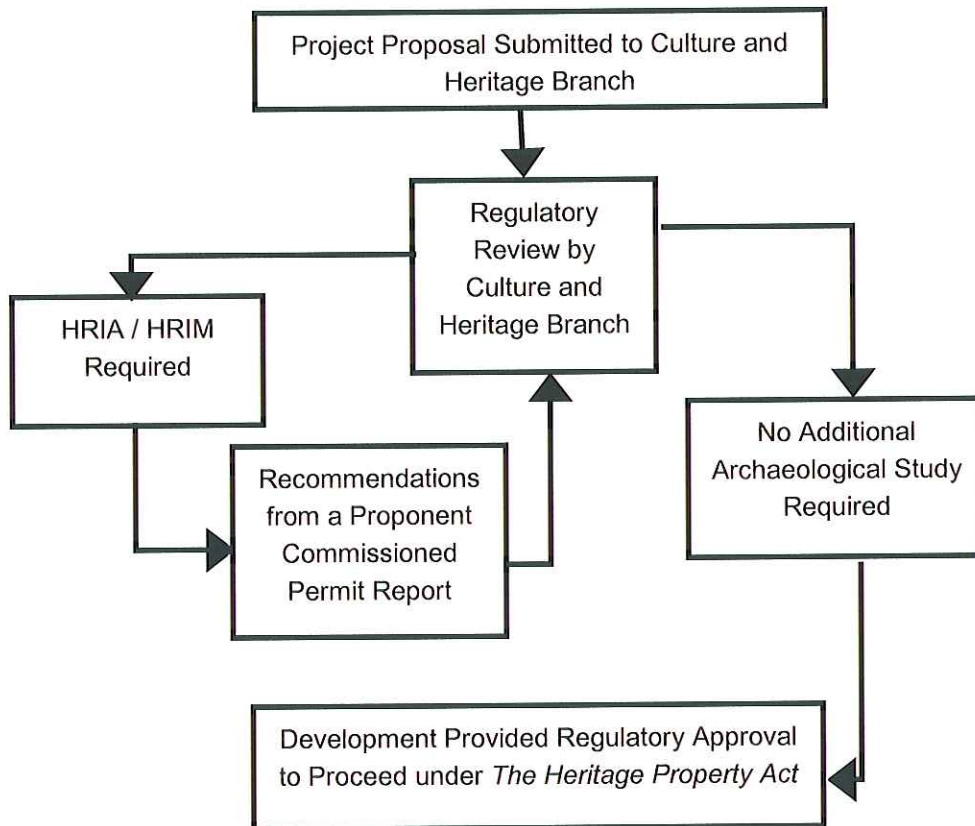 Project Proposal Submitted to Culture and
Heritage Branch
Regulatory
Review by
Culture and
Heritage Branch
HRIA / HRIM
Required
Recommendations
from a Proponent
Commissioned
Permit Report
No Additional
Archaeological Study
Required
Development Provided Regulatory Approval
to Proceed under The Heritage Property Act